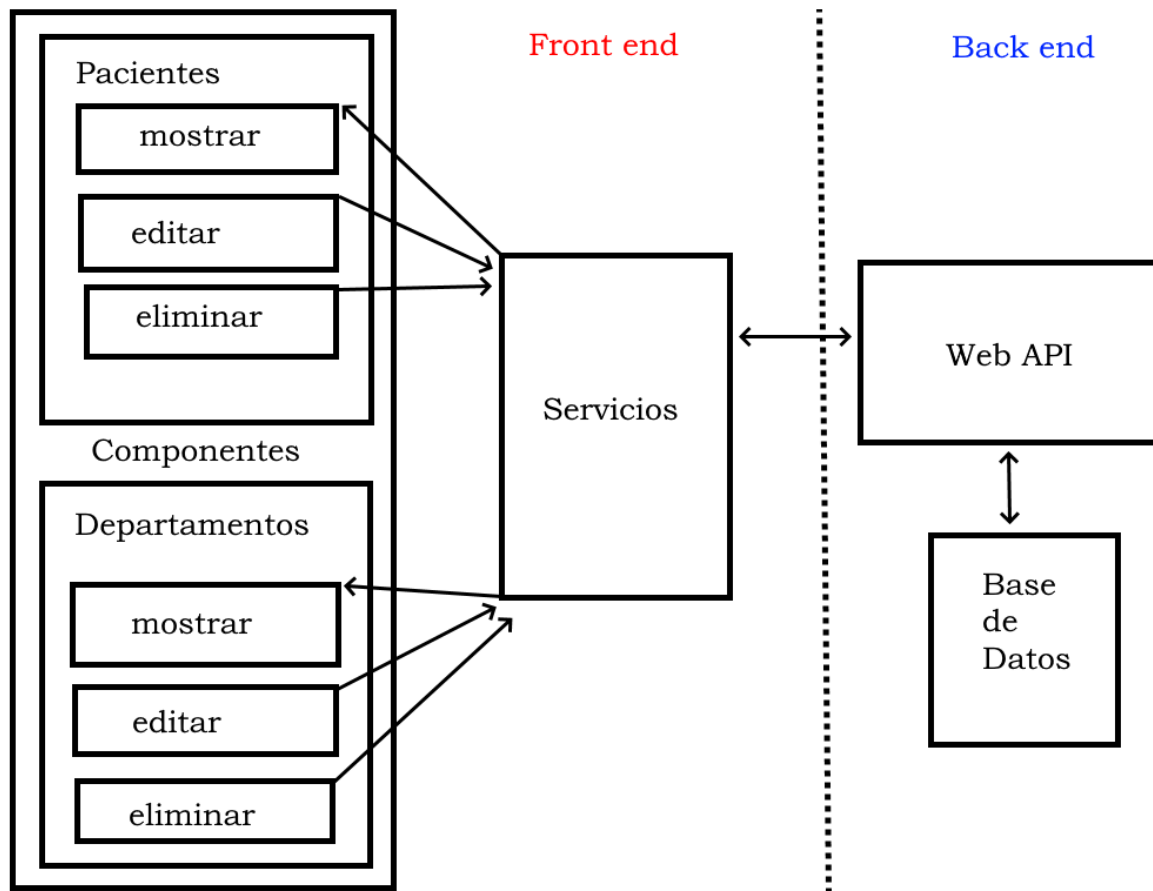 Front end
Back end
Pacientes
mostrar
editar
eliminar
Componentes
Departamentos
mostrar
editar
eliminar
Servicios
Web API
Base
de
Datos